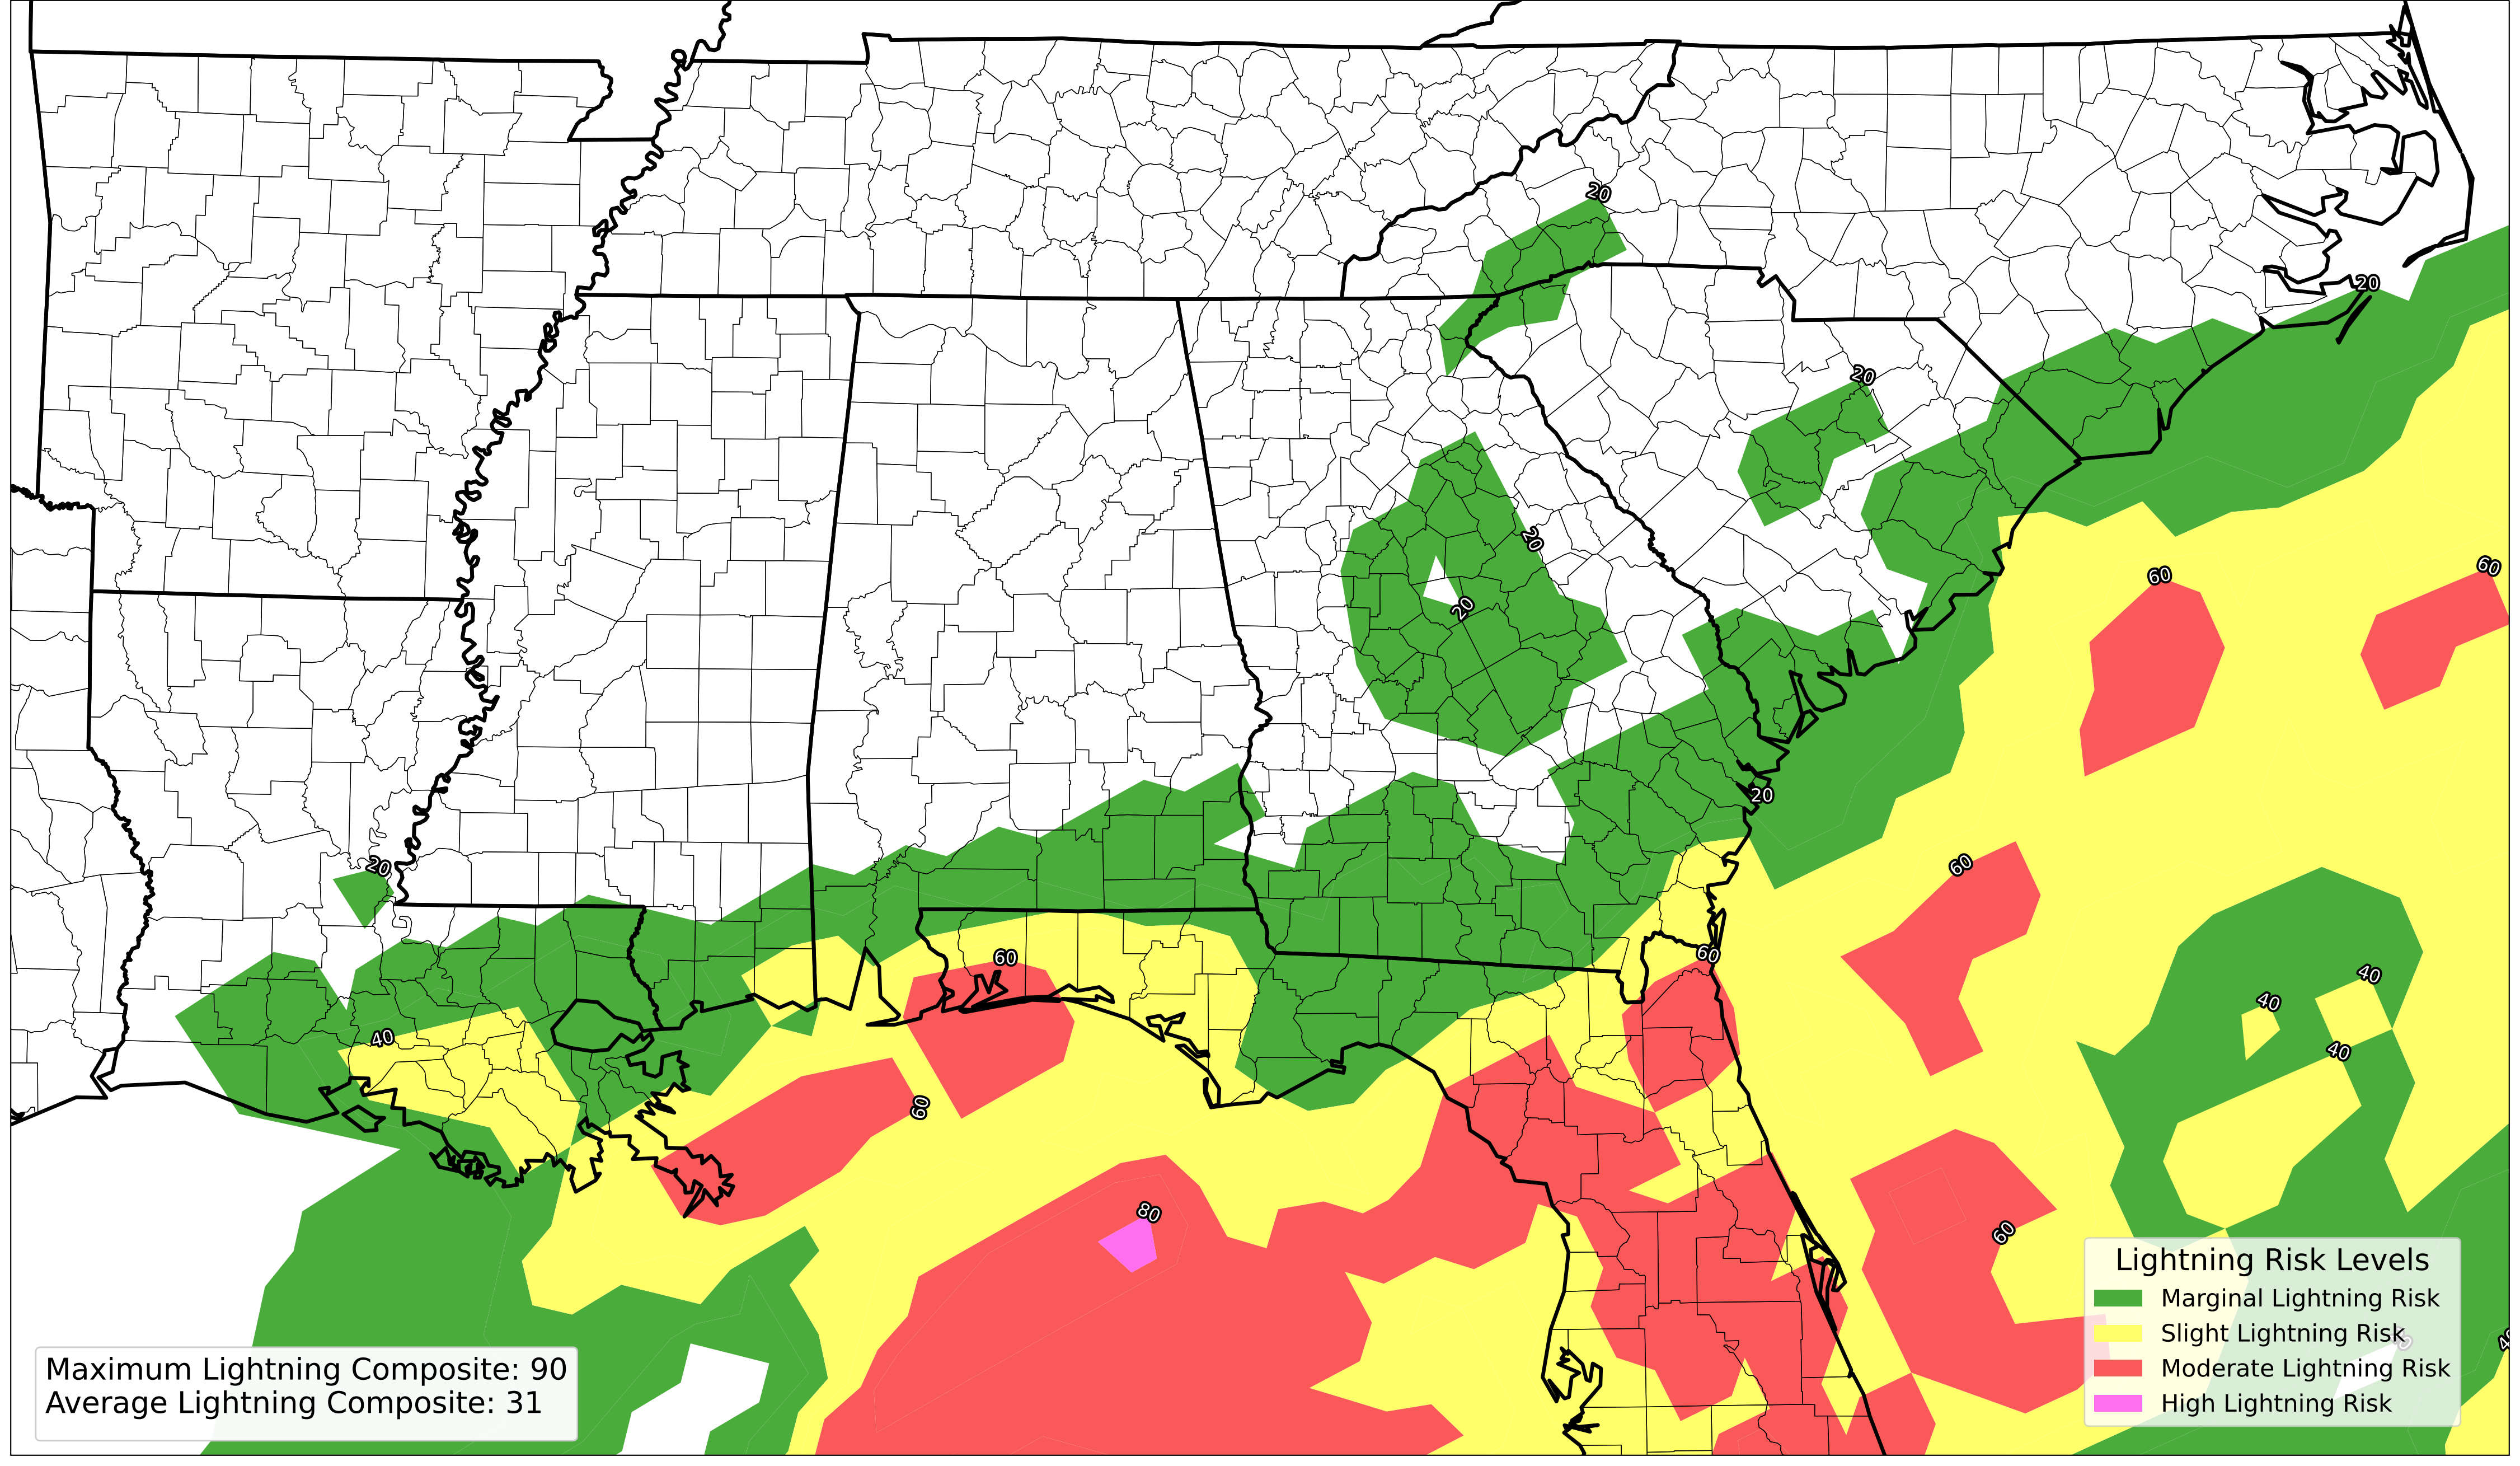 20
20
20
20
20
60
60
20
20
60
60
40
60
40
40
40
60
80
60
Lightning Risk Levels
Marginal Lightning Risk
Slight Lightning Risk
Moderate Lightning Risk
High Lightning Risk
Maximum Lightning Composite: 90
Average Lightning Composite: 31